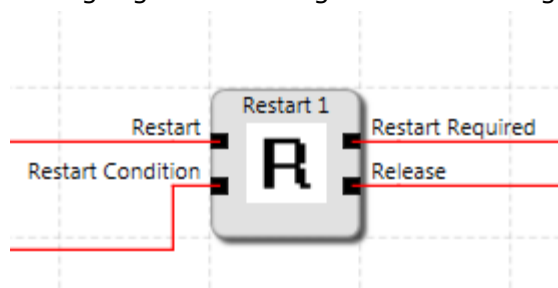 Restart 1
Restart
Restart Required
Restart Condition
Release
R